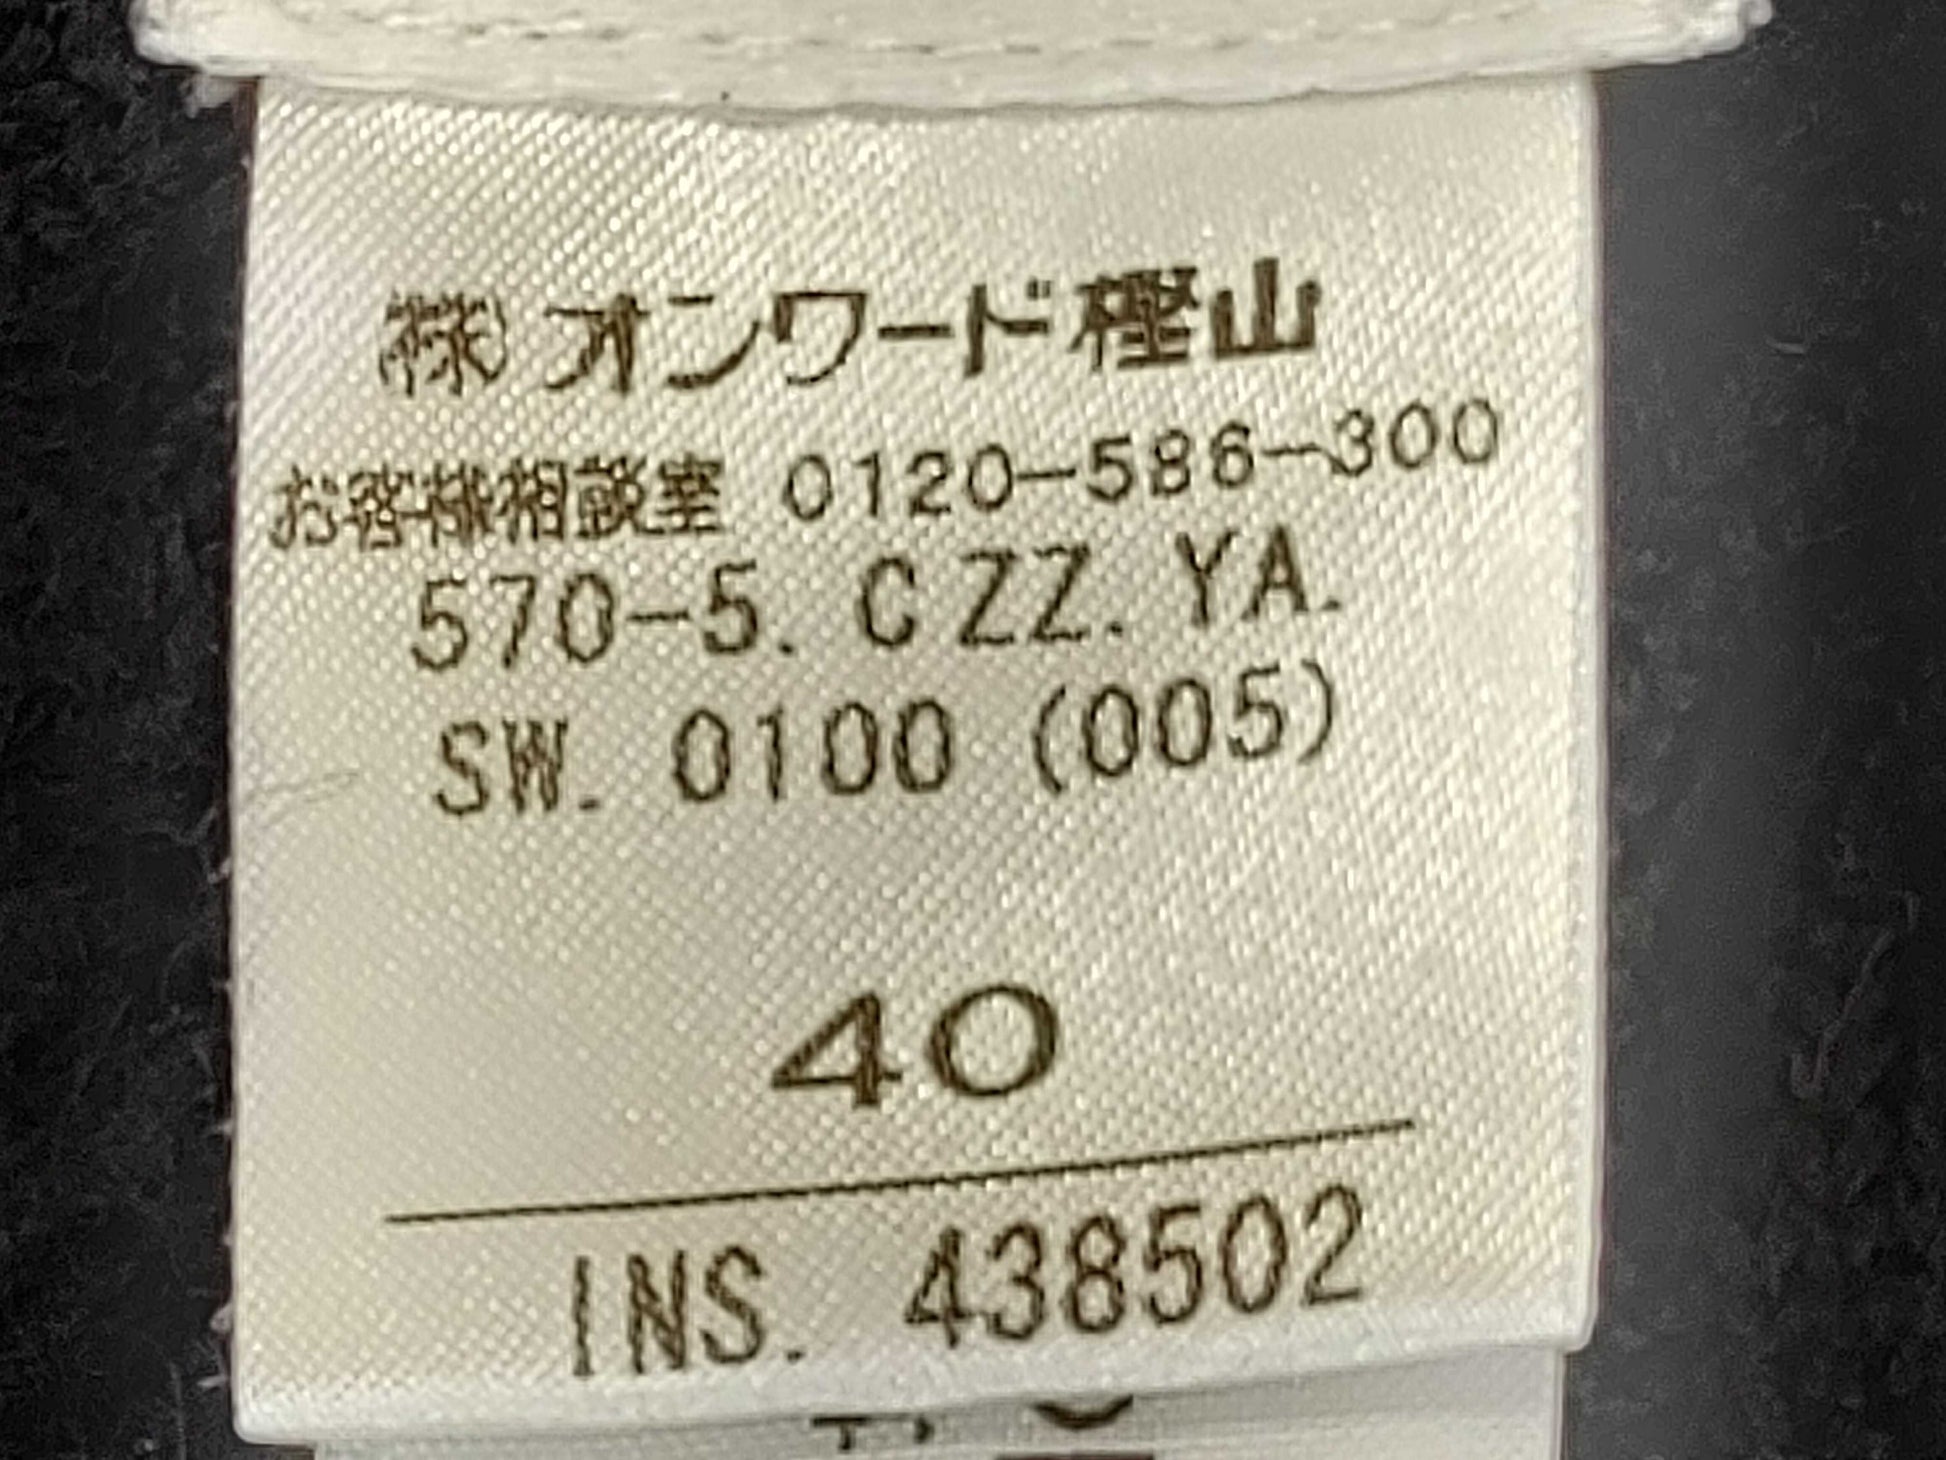 ㈱オンワード樫山
お客様相談室 0120-586-300
570-5. CZZ. YA.
SW. 0100 (005)
40
INS. 438502